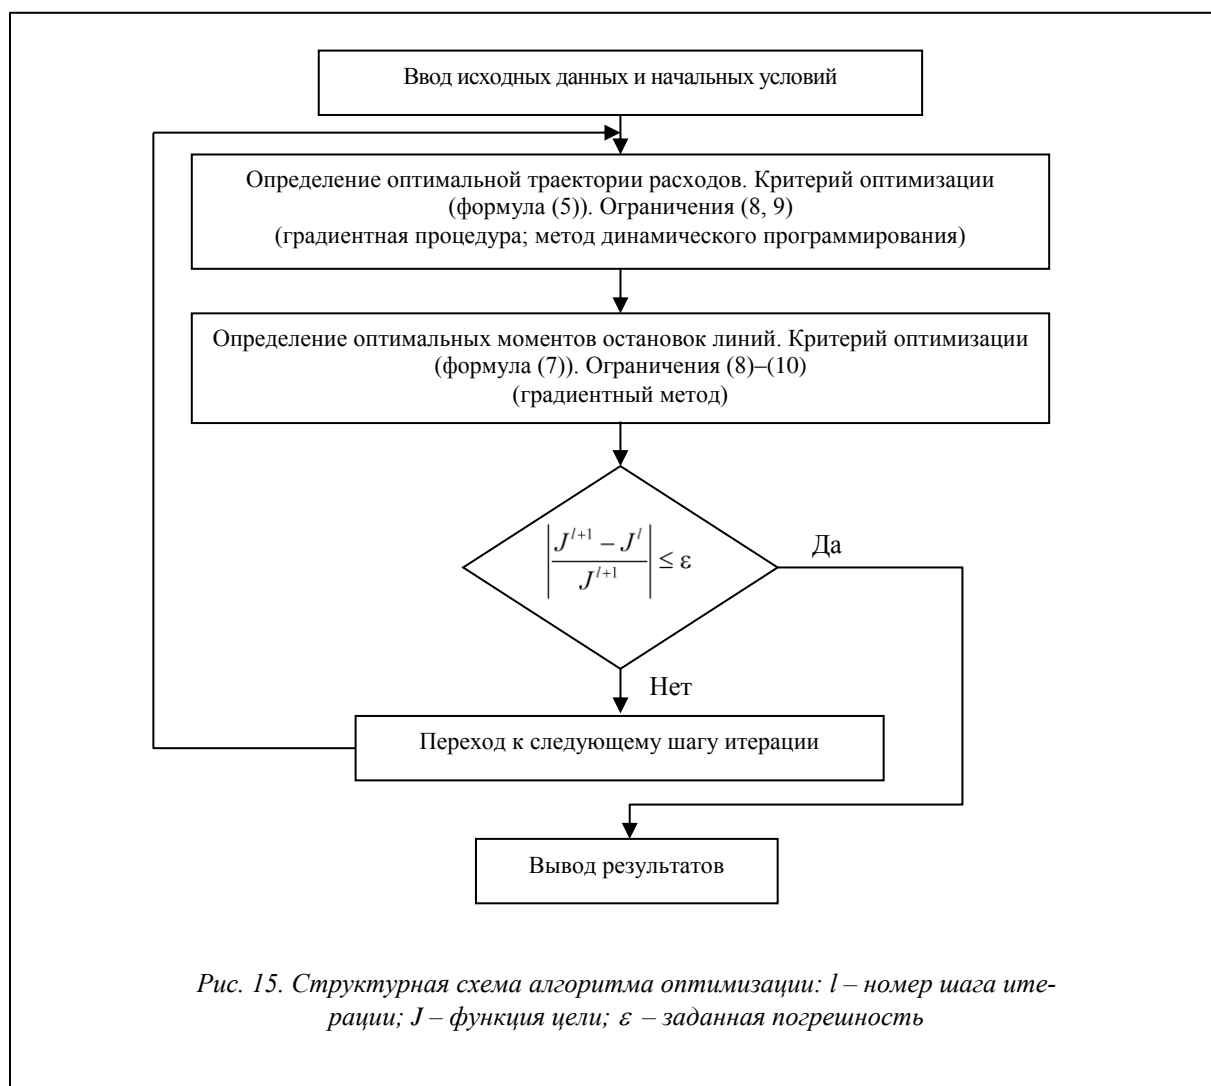 Ввод исходных данных и начальных условий
Определение оптимальной траектории расходов. Критерий оптимизации
(формула (5)). Ограничения (8, 9)
(градиентная процедура; метод динамического программирования)
Определение оптимальных моментов остановок линий. Критерий оптимизации
(формула (7)). Ограничения (8)–(10)
(градиентный метод)
|(J^{l+1} – J^l) / J^{l+1}| ≤ ε
Да
Нет
Переход к следующему шагу итерации
Вывод результатов
Рис. 15. Структурная схема алгоритма оптимизации: l – номер шага ите-
рации; J – функция цели; ε – заданная погрешность